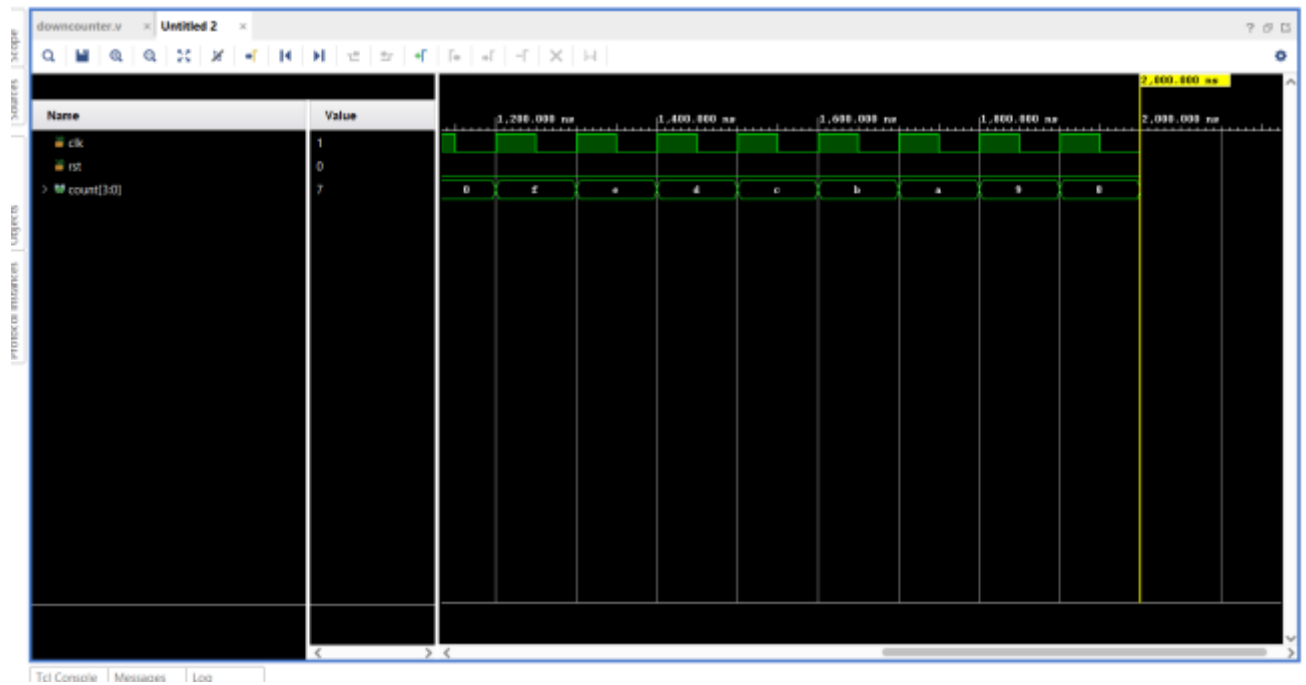 downcounter.v × Untitled 2 ×
?
Scope
Sources
Objects
Protocol Instances
Name Value
2,000.000 ns
1,200.000 ns 1,400.000 ns 1,600.000 ns 1,800.000 ns 2,000.000 ns
clk 1
rst 0
count[3:0] 7 0 f e d c b a 9 8
Tcl Console Messages Log